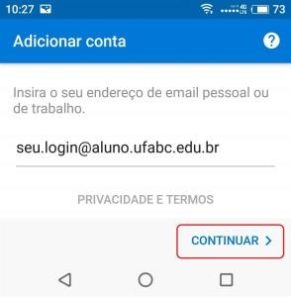 10:27 73
Adicionar conta ?
Insira o seu endereço de email pessoal ou
de trabalho.
seu.login@aluno.ufabc.edu.br
PRIVACIDADE E TERMOS
CONTINUAR >